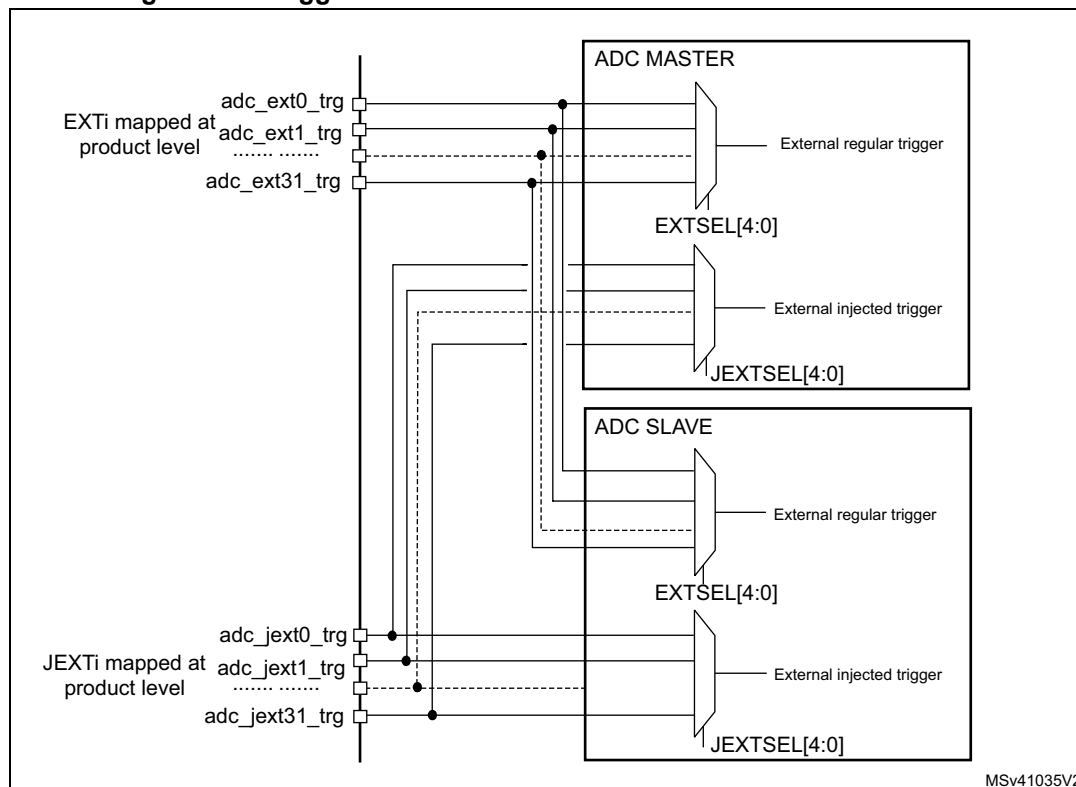 ADC MASTER
adc_ext0_trg
EXTi mapped at
product level
adc_ext1_trg
....... .......
adc_ext31_trg
External regular trigger
EXTSEL[4:0]
External injected trigger
JEXTSEL[4:0]
ADC SLAVE
External regular trigger
EXTSEL[4:0]
adc_jext0_trg
JEXTi mapped at
product level
adc_jext1_trg
....... .......
adc_jext31_trg
External injected trigger
JEXTSEL[4:0]
MSv41035V2